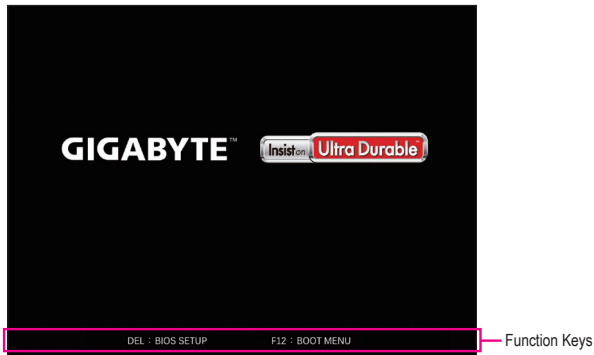 GIGABYTE™ Insist on Ultra Durable™
DEL : BIOS SETUP F12 : BOOT MENU
Function Keys